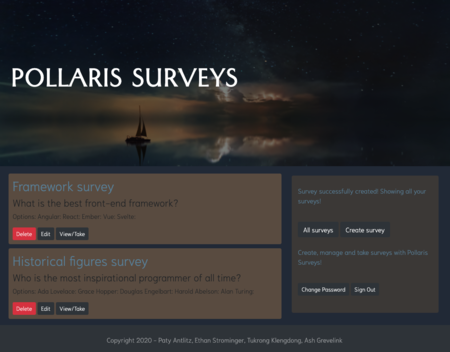 POLLARIS SURVEYS
Framework survey
What is the best front-end framework?
Options: Angular, React, Ember, Vue, Svelte,
Delete Edit View/Take
Historical figures survey
Who is the most inspirational programmer of all time?
Options: Ada Lovelace, Grace Hopper, Douglas Engelbart, Harold Abelson, Alan Turing
Delete Edit View/Take
Survey successfully created! Showing all your
surveys!
All surveys Create survey
Create, manage and take surveys with Pollaris
Surveys!
Change Password Sign Out
Copyright 2020 - Paty Antlitz, Ethan Strominger, Tukrong Klengdong, Ash Grevelink